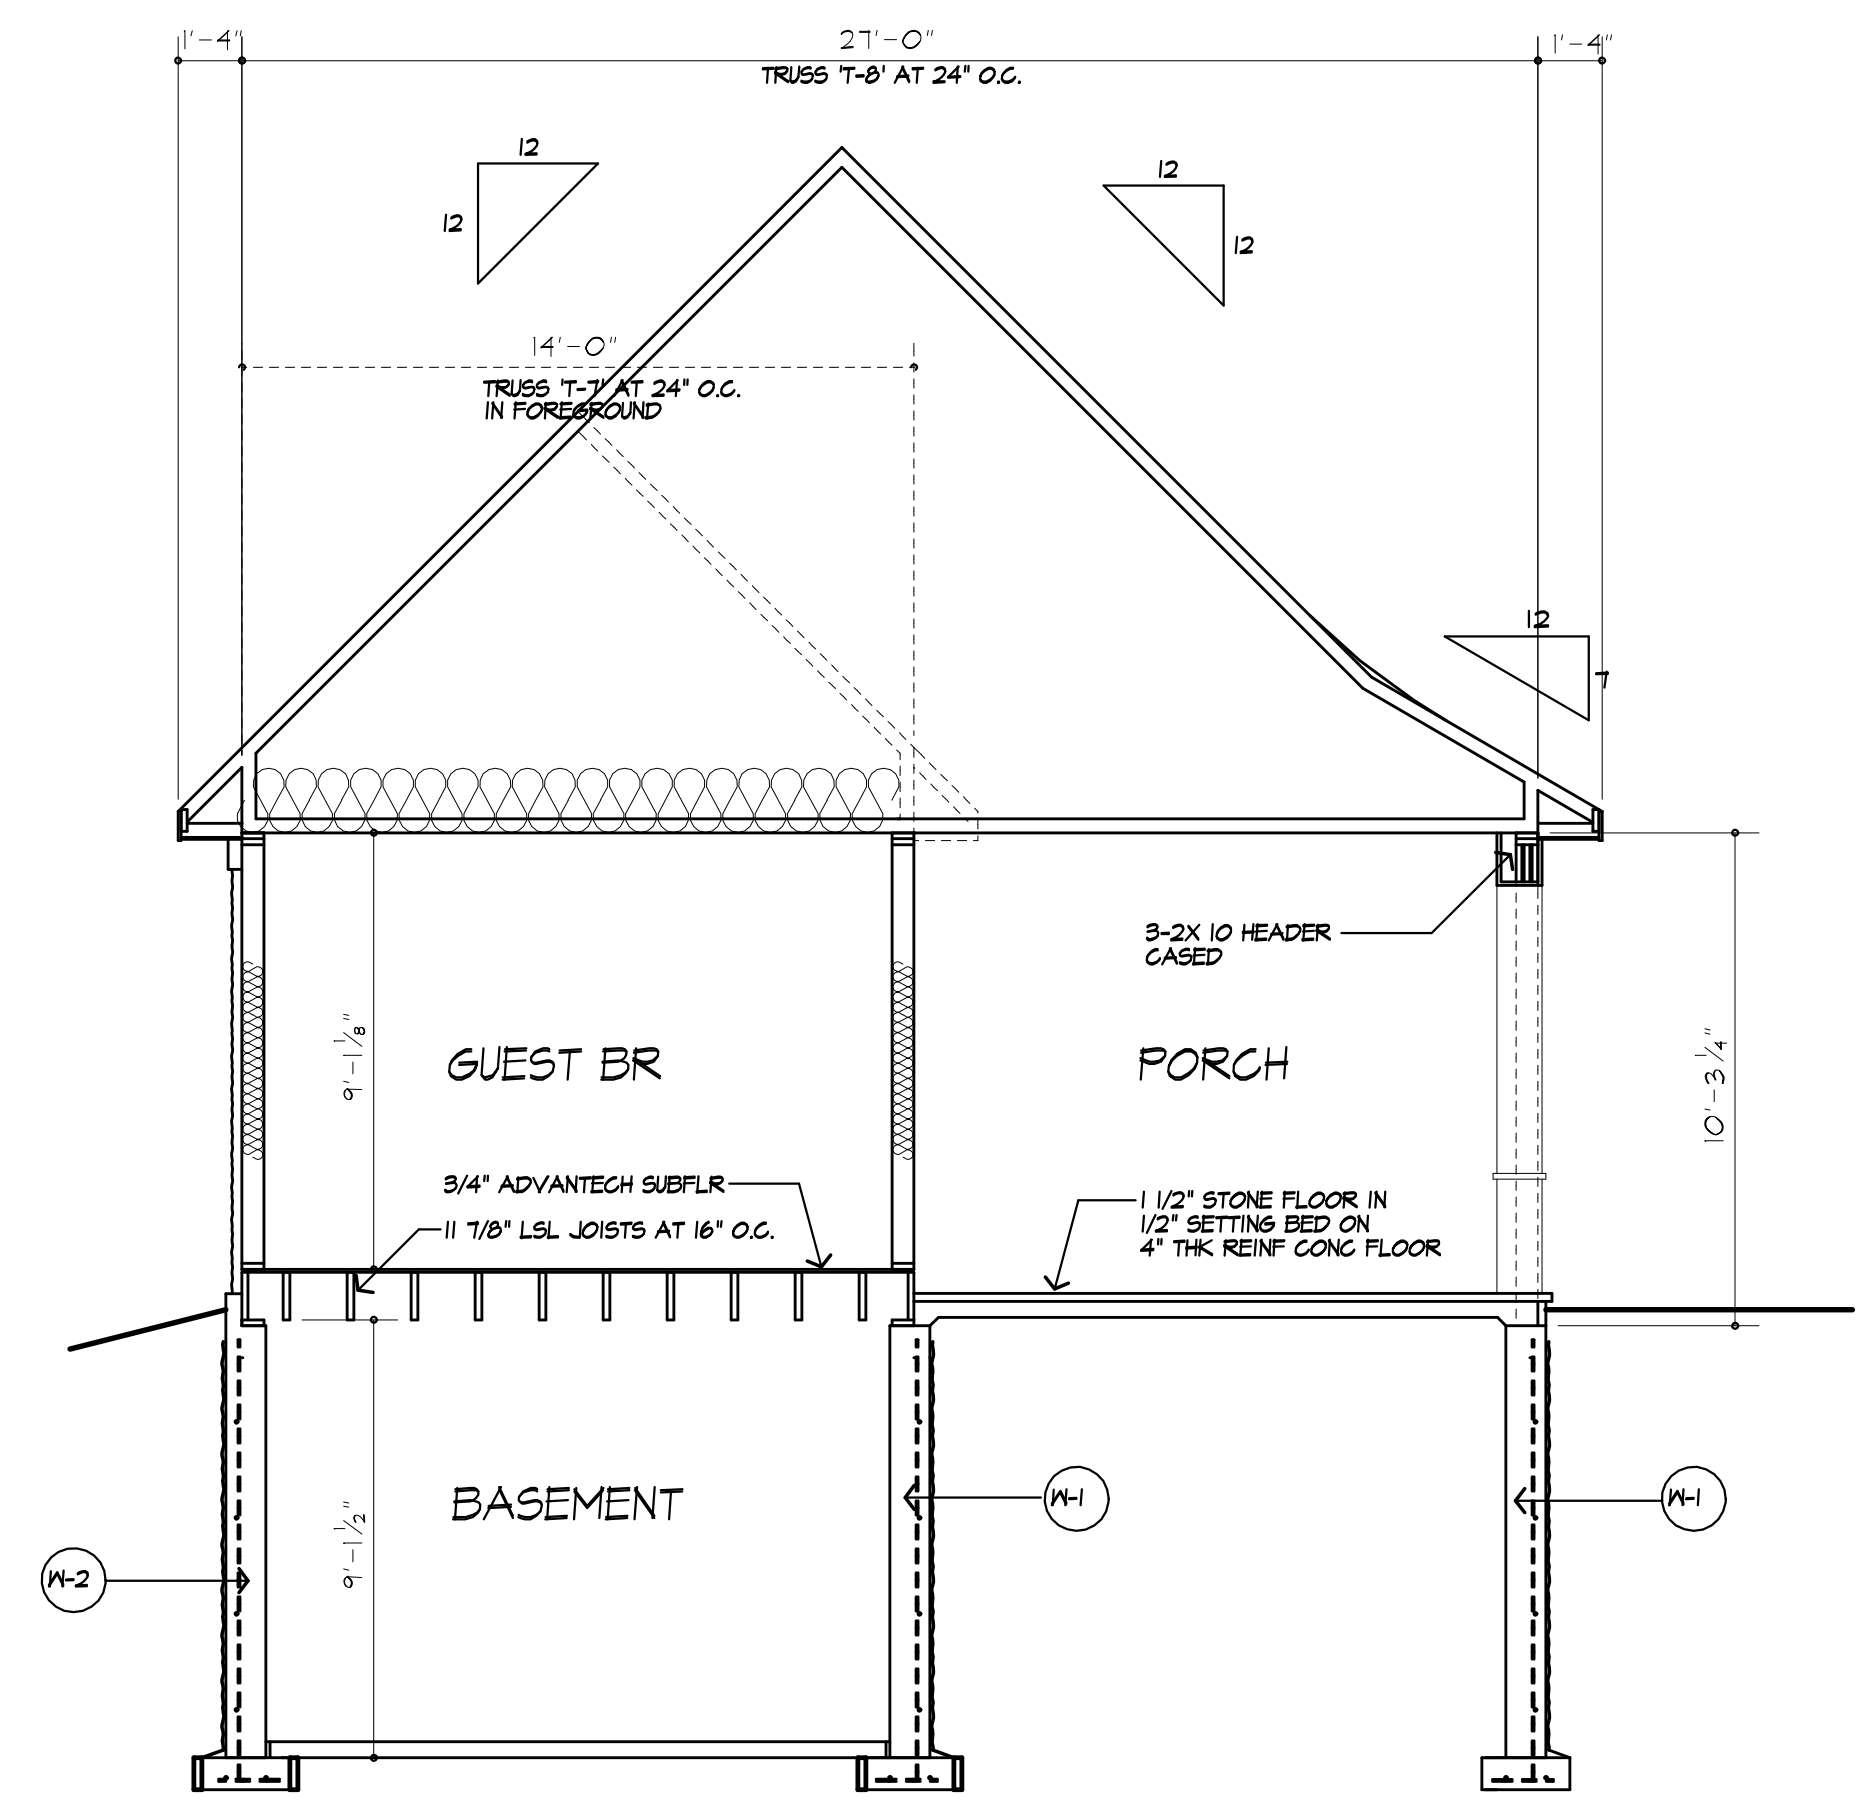 1'-4"
27'-0"
1'-4"
TRUSS 'T-8' AT 24" O.C.
12
12
12
12
14'-0"
TRUSS 'T-7' AT 24" O.C.
IN FOREGROUND
12
7
3-2X 10 HEADER
CASED
9'-1 1/8"
GUEST BR
PORCH
10'-3 1/4"
3/4" ADVANTECH SUBFLR
11 7/8" LSL JOISTS AT 16" O.C.
1 1/2" STONE FLOOR IN
1/2" SETTING BED ON
4" THK REINF CONC FLOOR
BASEMENT
9'-1 1/2"
W-1
W-1
W-2